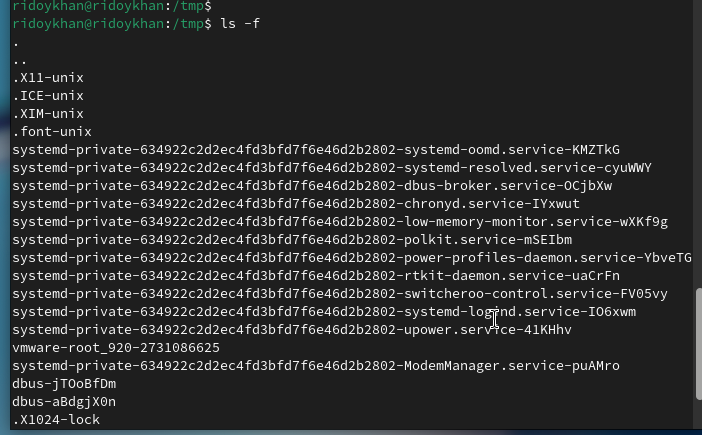 ridoykhan@ridoykhan:/tmp$
ridoykhan@ridoykhan:/tmp$ ls -f
.
..
.X11-unix
.ICE-unix
.XIM-unix
.font-unix
systemd-private-634922c2d2ec4fd3bfd7f6e46d2b2802-systemd-oomd.service-KMZTkG
systemd-private-634922c2d2ec4fd3bfd7f6e46d2b2802-systemd-resolved.service-cyuWWY
systemd-private-634922c2d2ec4fd3bfd7f6e46d2b2802-dbus-broker.service-OCjbXw
systemd-private-634922c2d2ec4fd3bfd7f6e46d2b2802-chronyd.service-IYxwut
systemd-private-634922c2d2ec4fd3bfd7f6e46d2b2802-low-memory-monitor.service-wXKf9g
systemd-private-634922c2d2ec4fd3bfd7f6e46d2b2802-polkit.service-mSEIbm
systemd-private-634922c2d2ec4fd3bfd7f6e46d2b2802-power-profiles-daemon.service-YbveTG
systemd-private-634922c2d2ec4fd3bfd7f6e46d2b2802-rtkit-daemon.service-uaCrFn
systemd-private-634922c2d2ec4fd3bfd7f6e46d2b2802-switcheroo-control.service-FV05vy
systemd-private-634922c2d2ec4fd3bfd7f6e46d2b2802-systemd-logind.service-IO6xwm
systemd-private-634922c2d2ec4fd3bfd7f6e46d2b2802-upower.service-41KHhv
vmware-root_920-2731086625
systemd-private-634922c2d2ec4fd3bfd7f6e46d2b2802-ModemManager.service-puAMro
dbus-jTOoBfDm
dbus-aBdgjX0n
.X1024-lock